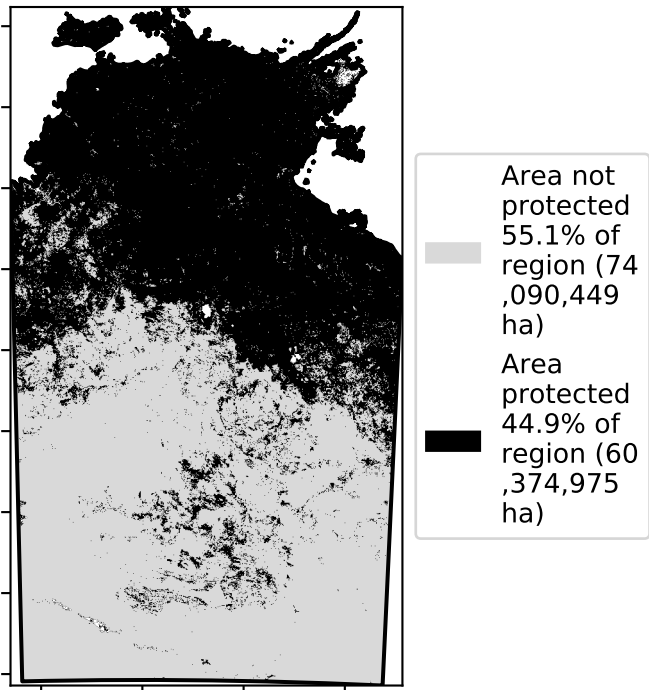 Area not
protected
55.1% of
region (74
,090,449
ha)
Area
protected
44.9% of
region (60
,374,975
ha)